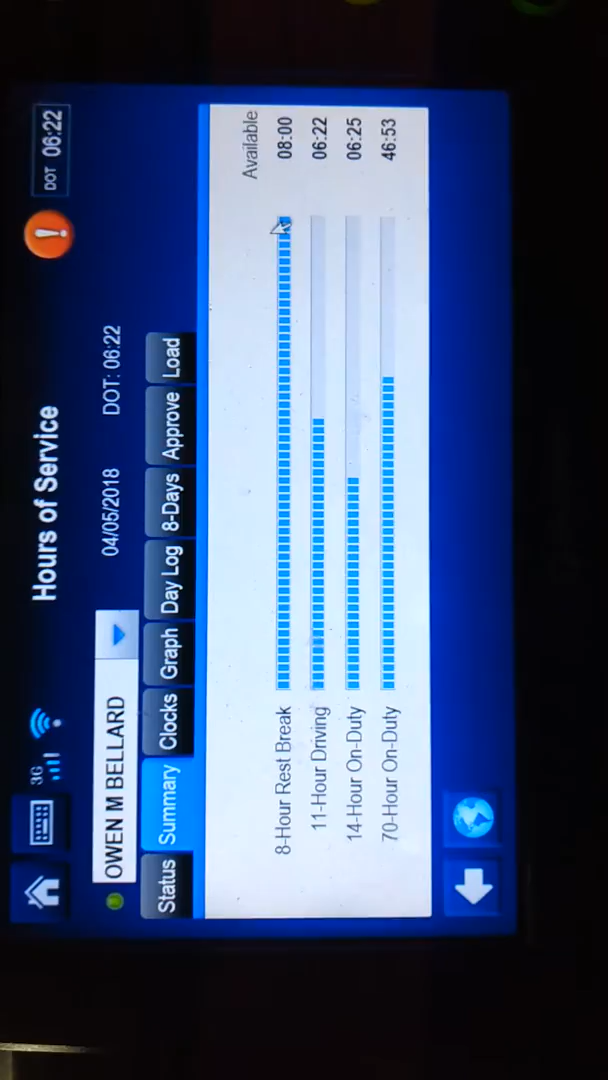 3G
Hours of Service
DOT 06:22
OWEN M BELLARD
04/05/2018
DOT: 06:22
Status Summary Clocks Graph Day Log 8-Days Approve Load
Available
8-Hour Rest Break 08:00
11-Hour Driving 06:22
14-Hour On-Duty 06:25
70-Hour On-Duty 46:53